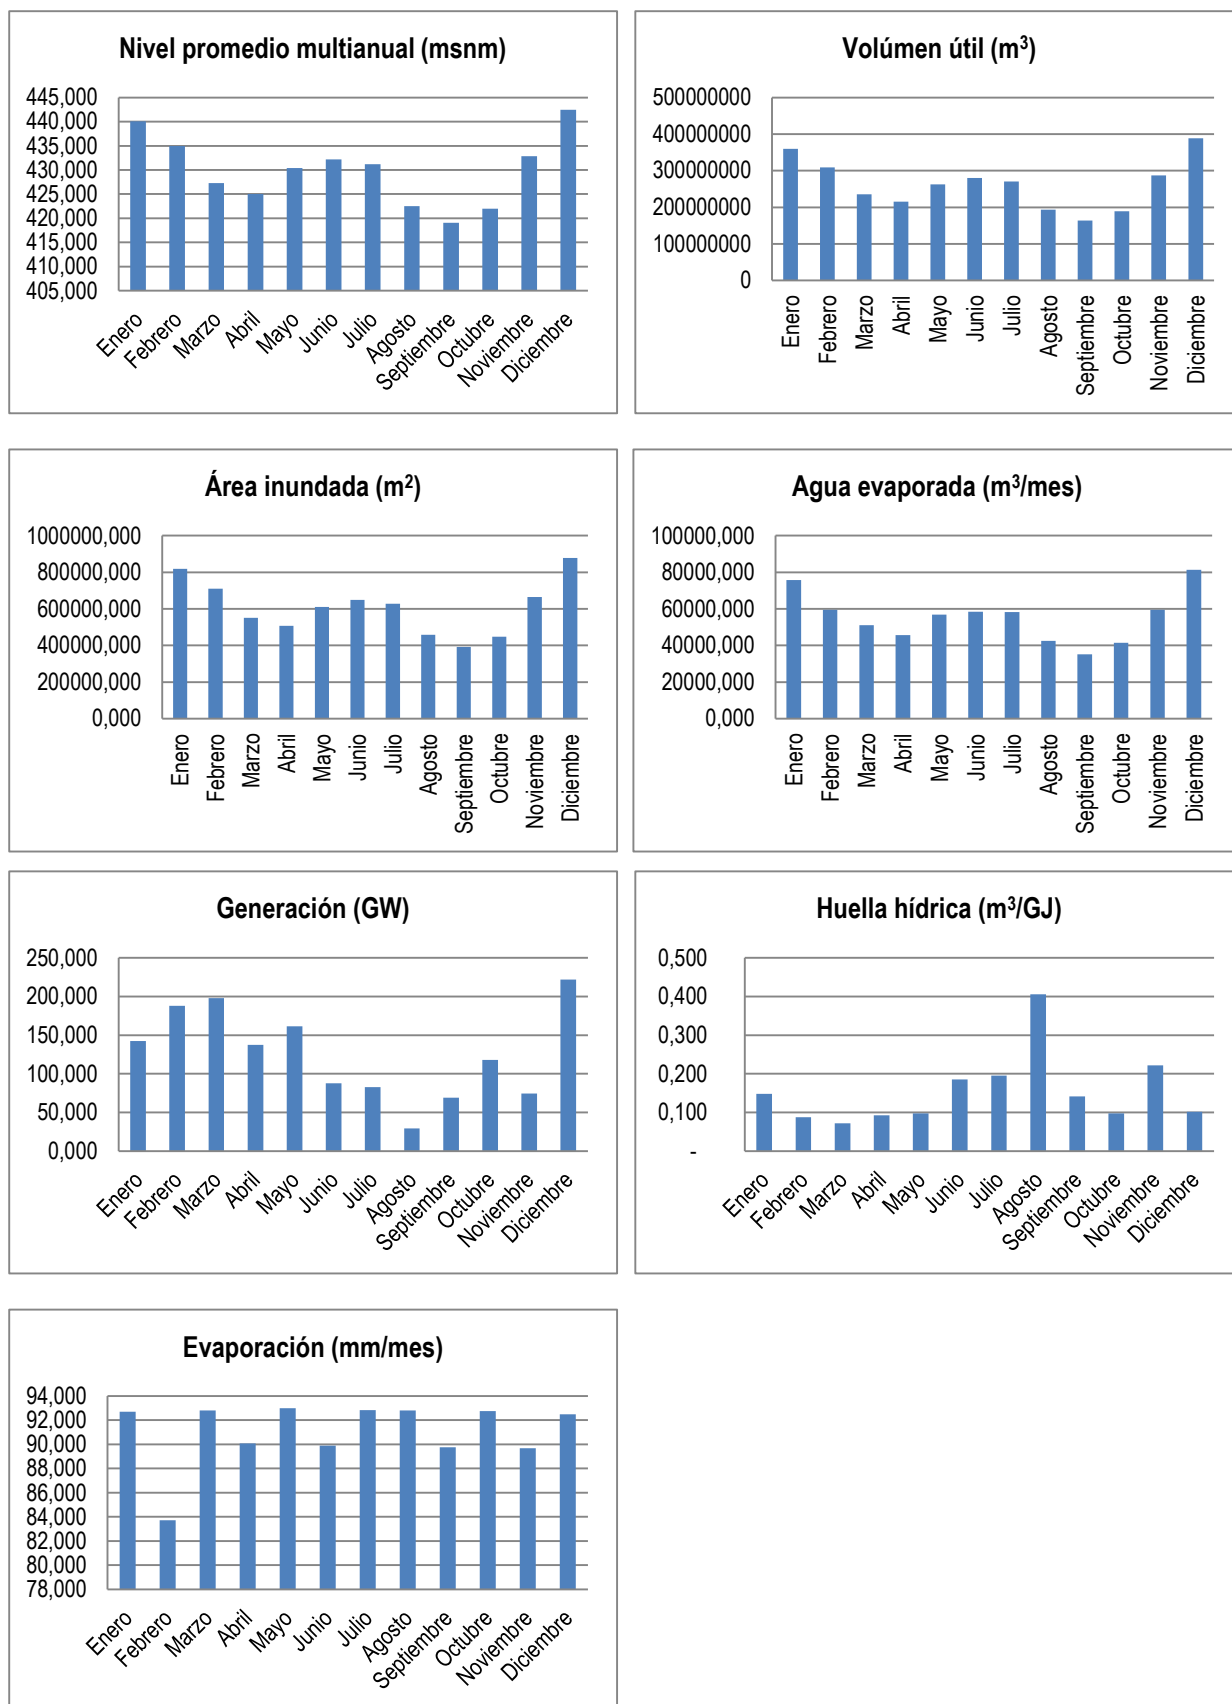 Nivel promedio multianual (msnm)
445,000
440,000
435,000
430,000
425,000
420,000
415,000
410,000
405,000
Enero
Febrero
Marzo
Abril
Mayo
Junio
Julio
Agosto
Septiembre
Octubre
Noviembre
Diciembre
Volúmen útil (m³)
500000000
400000000
300000000
200000000
100000000
0
Enero
Febrero
Marzo
Abril
Mayo
Junio
Julio
Agosto
Septiembre
Octubre
Noviembre
Diciembre
Área inundada (m²)
1000000,000
800000,000
600000,000
400000,000
200000,000
0,000
Enero
Febrero
Marzo
Abril
Mayo
Junio
Julio
Agosto
Septiembre
Octubre
Noviembre
Diciembre
Agua evaporada (m³/mes)
100000,000
80000,000
60000,000
40000,000
20000,000
0,000
Enero
Febrero
Marzo
Abril
Mayo
Junio
Julio
Agosto
Septiembre
Octubre
Noviembre
Diciembre
Generación (GW)
250,000
200,000
150,000
100,000
50,000
0,000
Enero
Febrero
Marzo
Abril
Mayo
Junio
Julio
Agosto
Septiembre
Octubre
Noviembre
Diciembre
Huella hídrica (m³/GJ)
0,500
0,400
0,300
0,200
0,100
-
Enero
Febrero
Marzo
Abril
Mayo
Junio
Julio
Agosto
Septiembre
Octubre
Noviembre
Diciembre
Evaporación (mm/mes)
94,000
92,000
90,000
88,000
86,000
84,000
82,000
80,000
78,000
Enero
Febrero
Marzo
Abril
Mayo
Junio
Julio
Agosto
Septiembre
Octubre
Noviembre
Diciembre